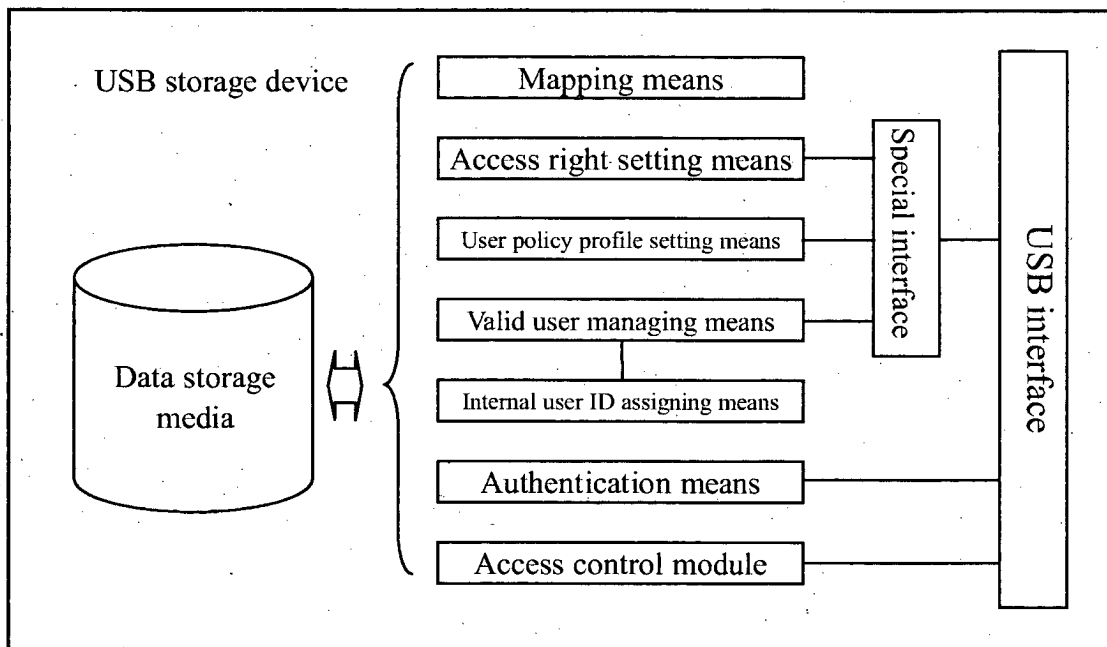 USB storage device
Mapping means
Access right setting means
User policy profile setting means
Valid user managing means
Internal user ID assigning means
Authentication means
Access control module
Data storage
media
Special interface
USB interface